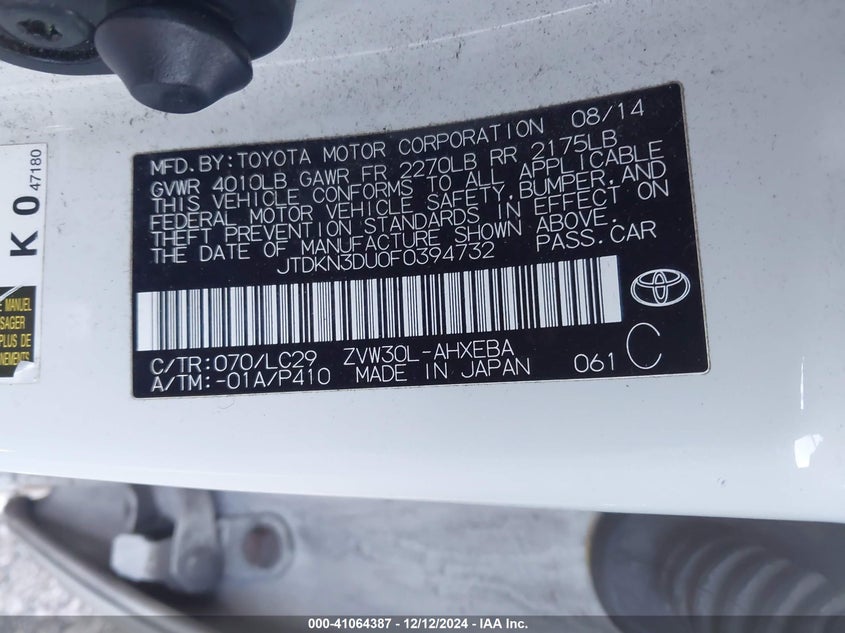 MFD.BY:TOYOTA MOTOR CORPORATION 08/14
GVWR 4010LB GAWR FR 2270LB RR 2175LB
THIS VEHICLE CONFORMS TO ALL APPLICABLE
FEDERAL MOTOR VEHICLE SAFETY,BUMPER,AND
THEFT PREVENTION STANDARDS IN EFFECT ON
THE DATE OF MANUFACTURE SHOWN ABOVE.
JTDKN3DU0F0394732 PASS.CAR
C/TR:070/LC29 ZVW30L-AHXEBA 061 C
A/TM:-01A/P410 MADE IN JAPAN
K 0
47180
MANUEL
PLUS DE
000-41064387 - 12/12/2024 - IAA Inc.